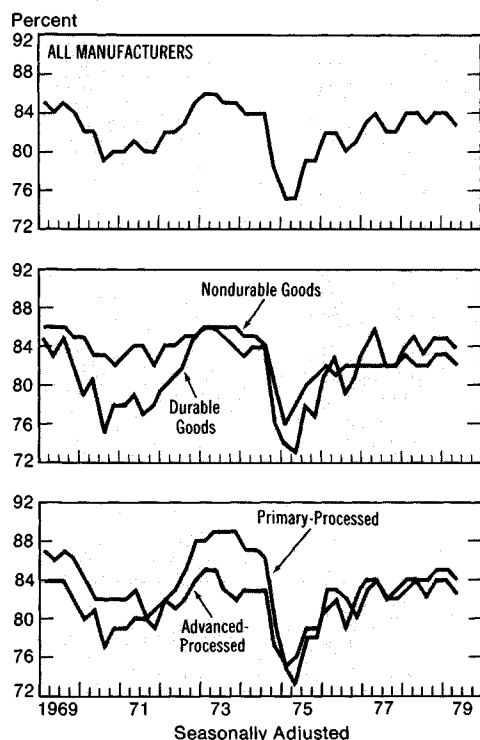 Percent
92
ALL MANUFACTURERS
88
84
80
76
72
92
88
Nondurable Goods
84
80
Durable
Goods
76
72
92
88
Primary-Processed
84
80
Advanced-
Processed
76
72
1969 71 73 75 77 79
Seasonally Adjusted